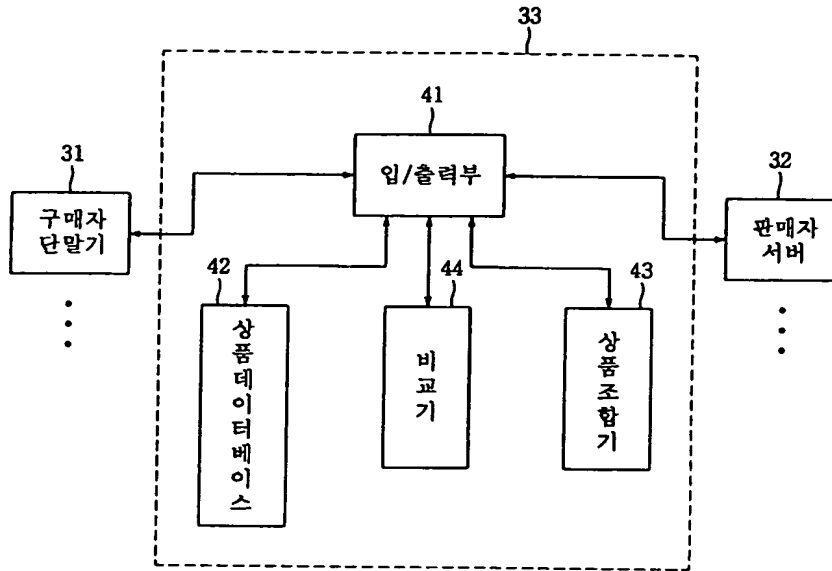 33
41
입/출력부
31
구매자
단말기
32
판매자
서버
42
상품데이터베이스
44
비교기
43
상품조합기